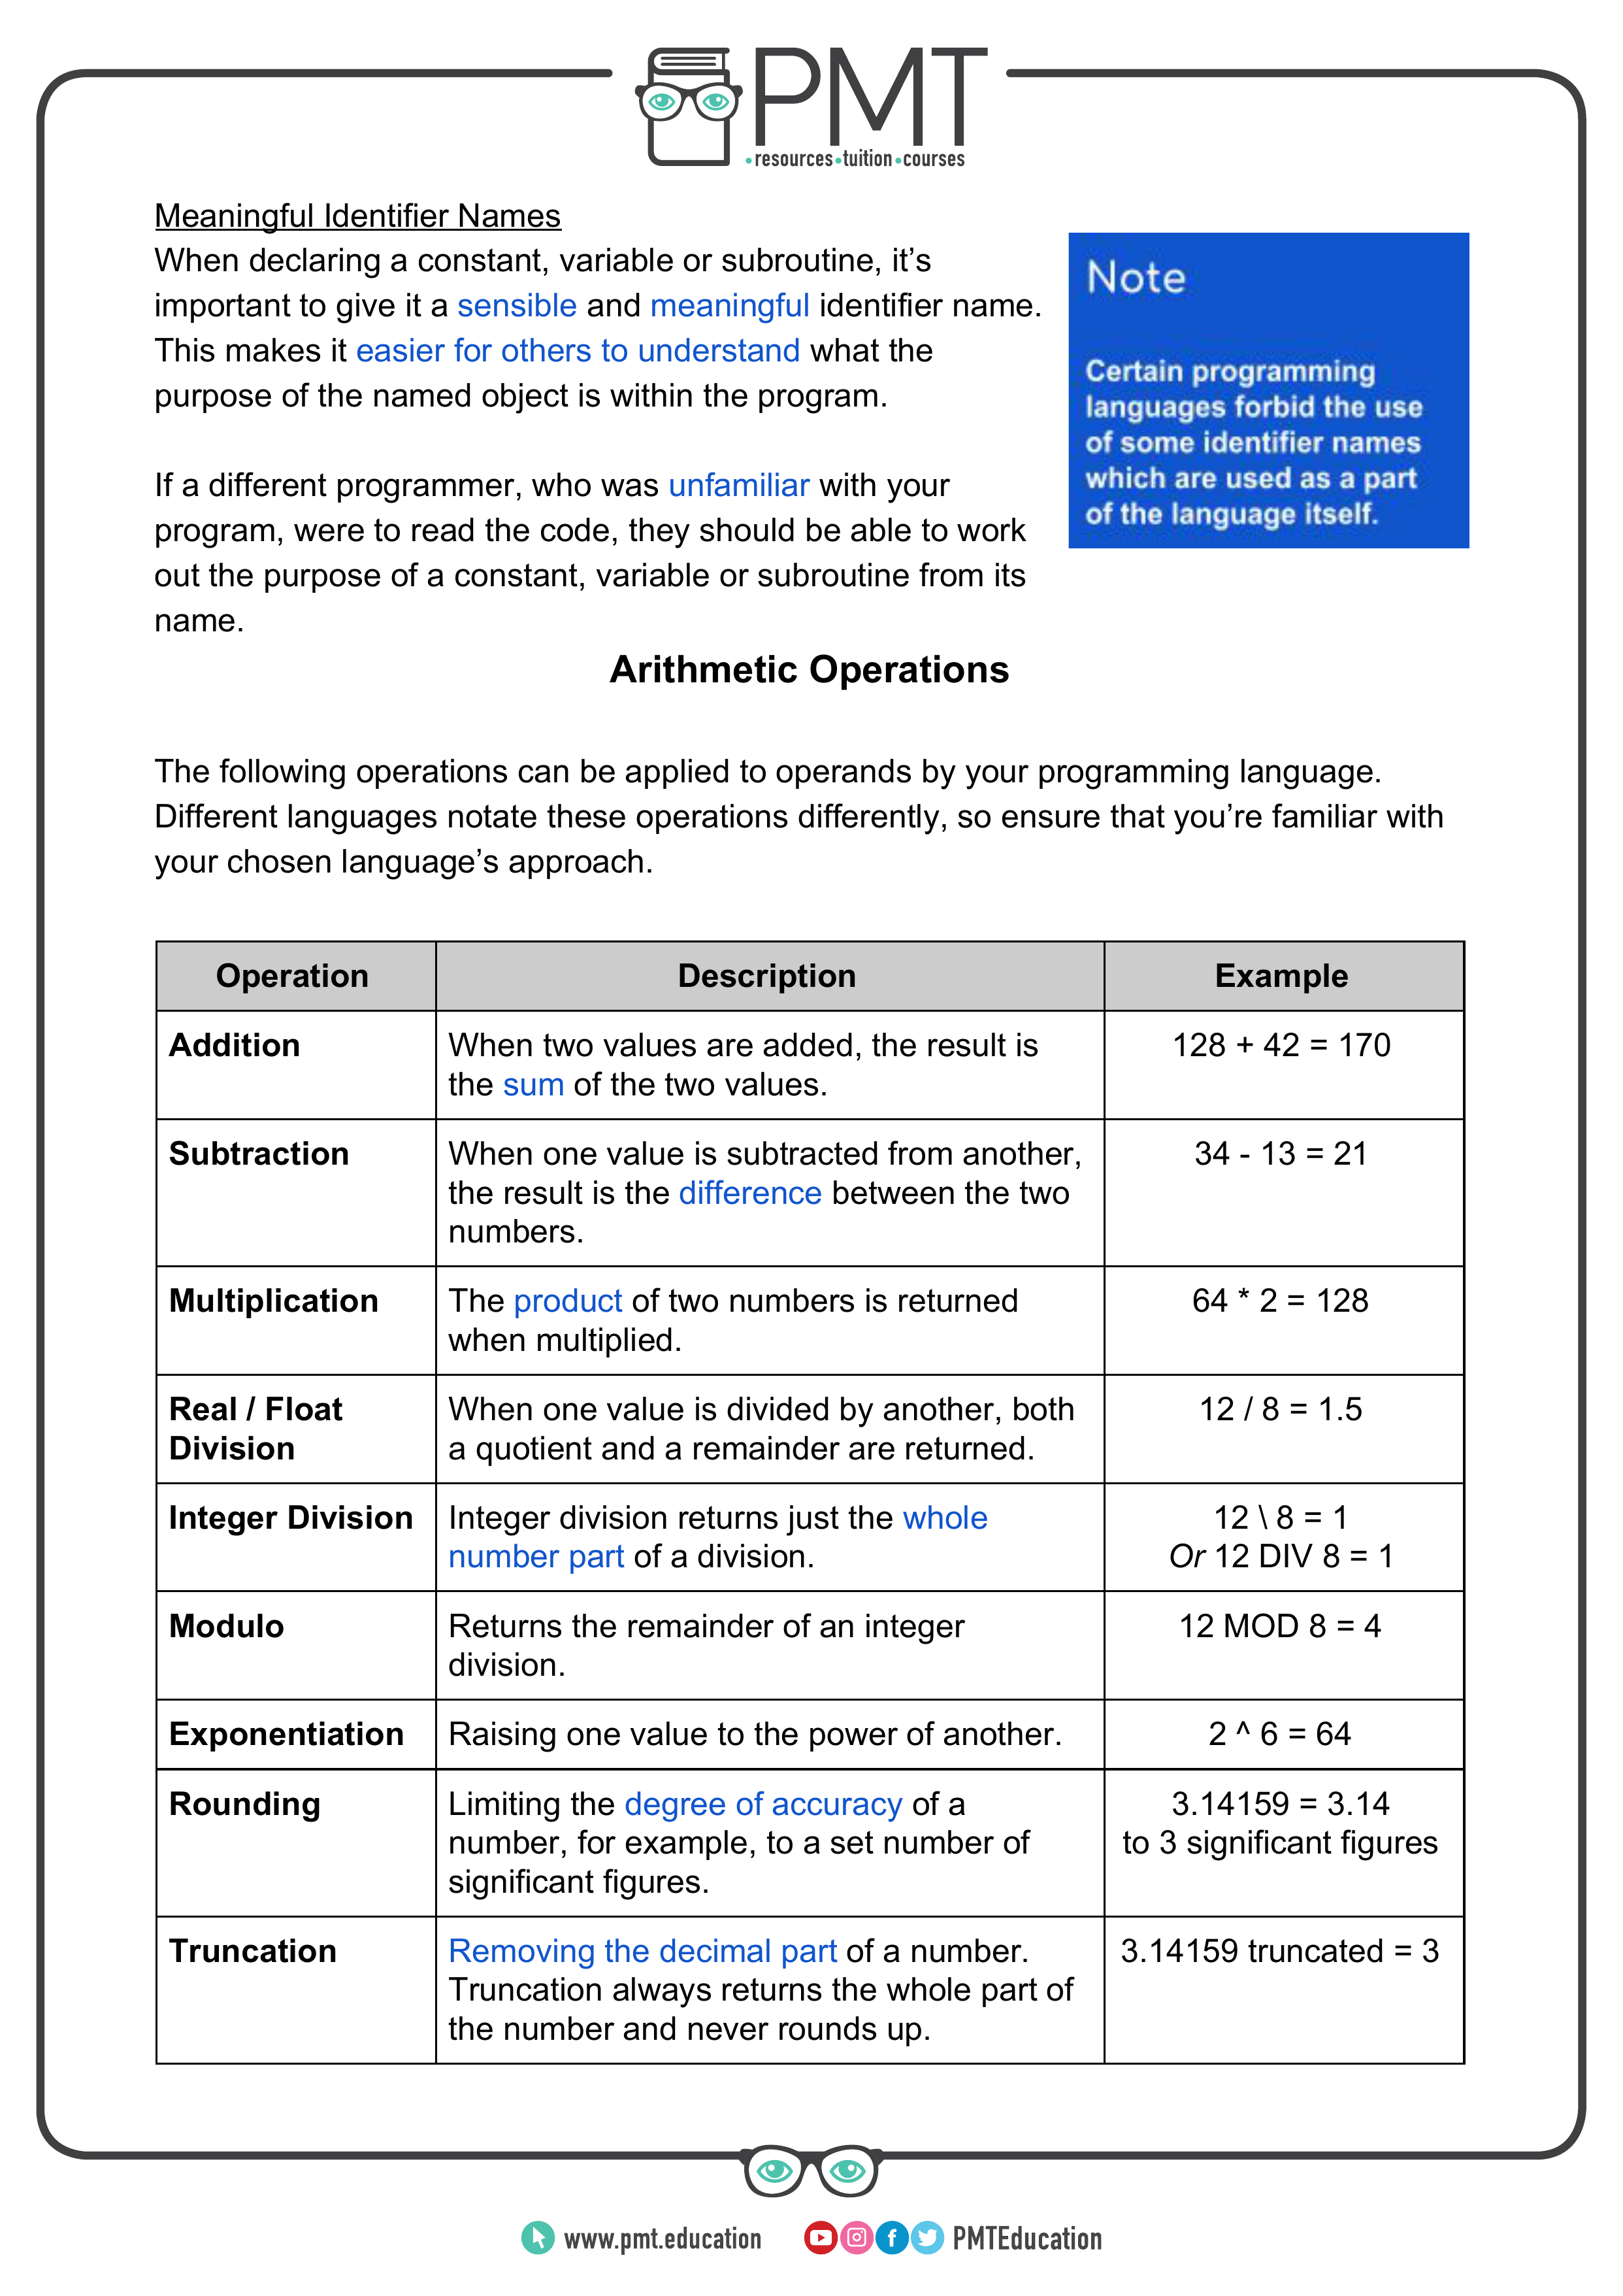 PMT
•resources•tuition•courses
Meaningful Identifier Names
When declaring a constant, variable or subroutine, it’s
important to give it a sensible and meaningful identifier name.
This makes it easier for others to understand what the
purpose of the named object is within the program.
If a different programmer, who was unfamiliar with your
program, were to read the code, they should be able to work
out the purpose of a constant, variable or subroutine from its
name.
Note
Certain programming
languages forbid the use
of some identifier names
which are used as a part
of the language itself.
Arithmetic Operations
The following operations can be applied to operands by your programming language.
Different languages notate these operations differently, so ensure that you’re familiar with
your chosen language’s approach.
Operation Description Example
Addition
When two values are added, the result is
the sum of the two values.
128 + 42 = 170
Subtraction
When one value is subtracted from another,
the result is the difference between the two
numbers.
34 - 13 = 21
Multiplication
The product of two numbers is returned
when multiplied.
64 * 2 = 128
Real / Float
Division
When one value is divided by another, both
a quotient and a remainder are returned.
12 / 8 = 1.5
Integer Division
Integer division returns just the whole
number part of a division.
12 \ 8 = 1
Or 12 DIV 8 = 1
Modulo
Returns the remainder of an integer
division.
12 MOD 8 = 4
Exponentiation
Raising one value to the power of another.
2 ^ 6 = 64
Rounding
Limiting the degree of accuracy of a
number, for example, to a set number of
significant figures.
3.14159 = 3.14
to 3 significant figures
Truncation
Removing the decimal part of a number.
Truncation always returns the whole part of
the number and never rounds up.
3.14159 truncated = 3
www.pmt.education PMTEducation